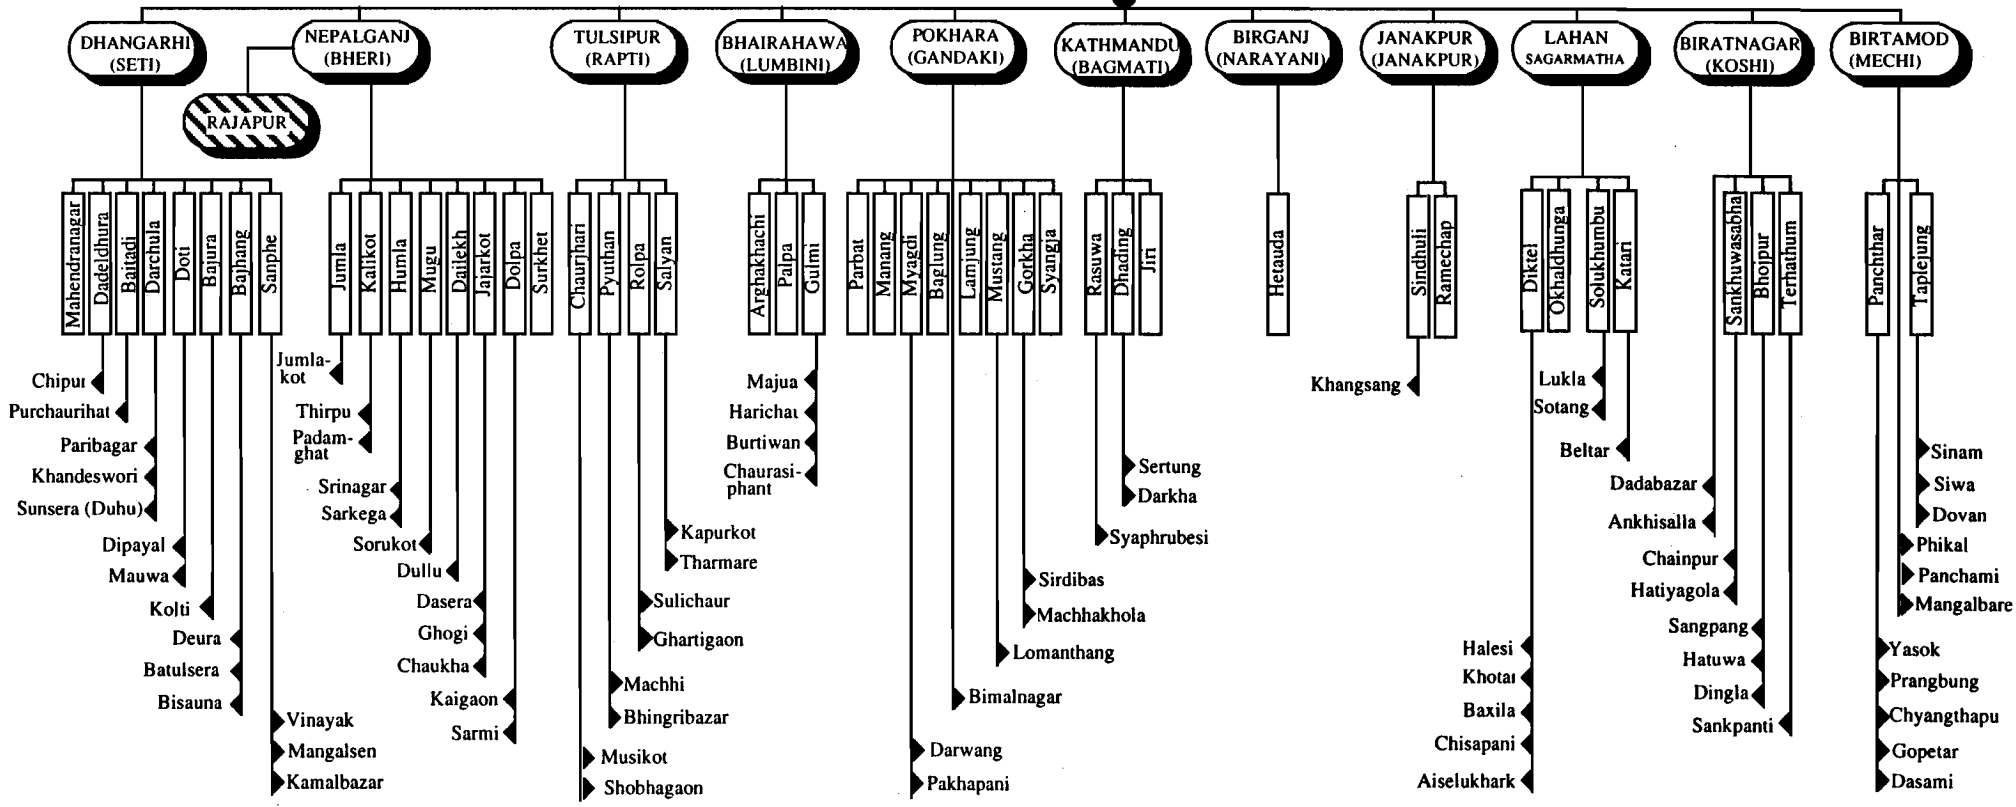 DHANGARHI
(SETI)
NEPALGANJ
(BHERI)
TULSIPUR
(RAPTI)
BHAIRAHAWA
(LUMBINI)
POKHARA
(GANDAKI)
KATHMANDU
(BAGMATI)
BIRGANJ
(NARAYANI)
JANAKPUR
(JANAKPUR)
LAHAN
SAGARMATHA
BIRATNAGAR
(KOSHI)
BIRTAMOD
(MECHI)
RAJAPUR
Mahendranagar
Dadeldhura
Baitadi
Darchula
Doti
Bajura
Bajhang
Sanphe
Jumla
Kalikot
Humla
Mugu
Dailekh
Jajarkot
Dolpa
Surkhet
Chaurjhari
Pyuthan
Rolpa
Salyan
Arghakhachi
Palpa
Gulmi
Parbat
Manang
Myagdi
Baglung
Lamjung
Mustang
Gorkha
Syangja
Rasuwa
Dhading
Jiri
Hetauda
Sindhuli
Ramechap
Diktel
Okhaldhunga
Solukhumbu
Katari
Sankhuwasabha
Bhojpur
Terhathum
Panchthar
Taplejung
Chipur
Purchaurihat
Paribagar
Khandeswori
Sunsera (Duhu)
Dipayal
Mauwa
Kolti
Deura
Batulsera
Bisauna
Vinayak
Mangalsen
Kamalbazar
Jumla-
kot
Thirpu
Padam-
ghat
Srinagar
Sarkega
Sorukot
Dullu
Dasera
Ghogi
Chaukha
Kaigaon
Sarmi
Kapurkot
Tharmare
Sulichaur
Ghartigaon
Machhi
Bhingribazar
Musikot
Shobhagaon
Majua
Harichaur
Burtiwan
Chaurasi-
phant
Sirdibas
Machhakhola
Lomanthang
Bimalnagar
Darwang
Pakhapani
Sertung
Darkha
Syaphrubesi
Khangsang
Lukla
Sotang
Beltar
Halesi
Khotar
Baxila
Chisapani
Aiselukhark
Dadabazar
Ankhisalla
Chainpur
Hatiyagola
Sangpang
Hatuwa
Dingla
Sankpanti
Sinam
Siwa
Dovan
Phikal
Panchami
Mangalbare
Yasok
Prangbung
Chyangthapu
Gopetar
Dasami